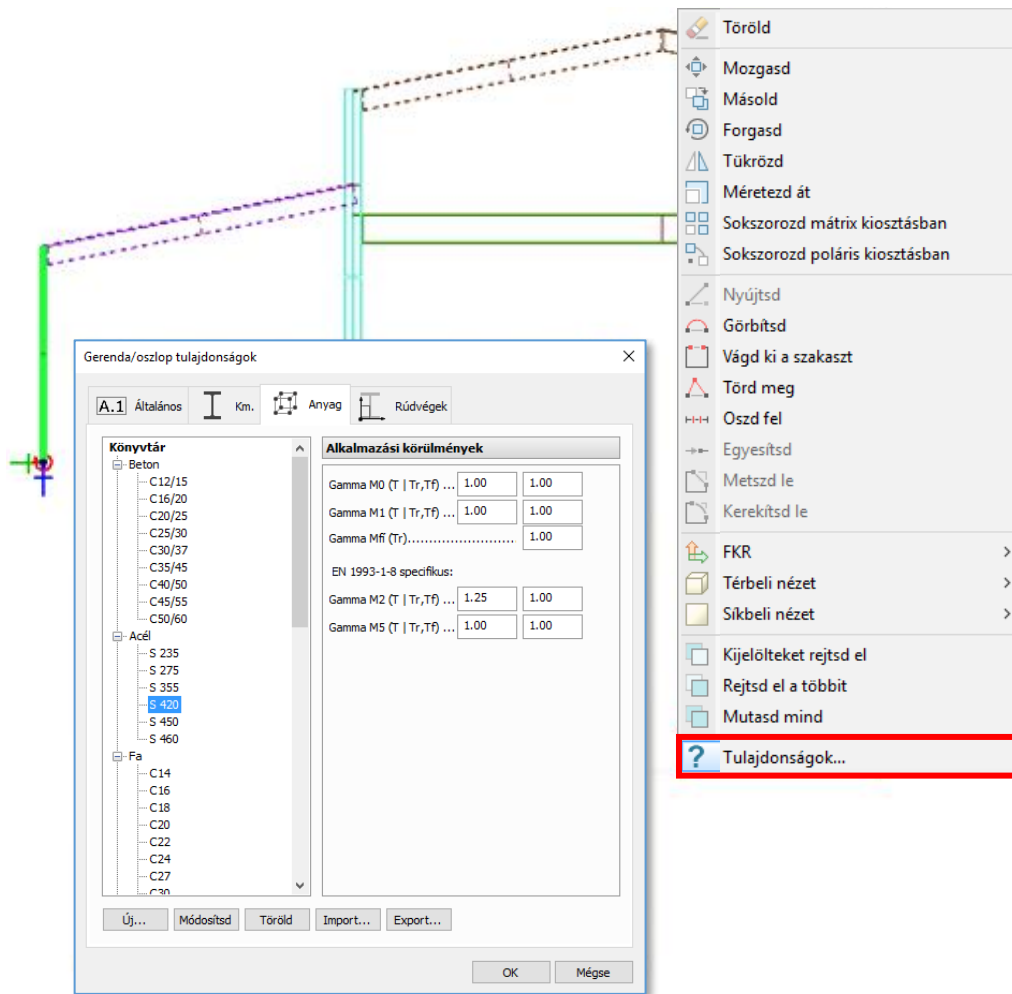 Töröld
Mozgasd
Másold
Forgasd
Tükrözd
Méretezd át
Sokszorozd mátrix kiosztásban
Sokszorozd poláris kiosztásban
Nyújtsd
Görbítsd
Vágd ki a szakaszt
Törd meg
Oszd fel
Egyesítsd
Metszd le
Kerekítsd le
FKR
Térbeli nézet
Síkbeli nézet
Kijelölteket rejtsd el
Rejtsd el a többit
Mutasd mind
? Tulajdonságok...
Gerenda/oszlop tulajdonságok
A.1 Általános
Km.
Anyag
Rúdvégek
Könyvtár
Beton
C12/15
C16/20
C20/25
C25/30
C30/37
C35/45
C40/50
C45/55
C50/60
Acél
S 235
S 275
S 355
S 420
S 450
S 460
Fa
C14
C16
C18
C20
C22
C24
C27
C30
Alkalmazási körülmények
Gamma M0 (T | Tr,Tf) ... 1.00 1.00
Gamma M1 (T | Tr,Tf) ... 1.00 1.00
Gamma Mfi (Tr).......................... 1.00
EN 1993-1-8 specifikus:
Gamma M2 (T | Tr,Tf) ... 1.25 1.00
Gamma M5 (T | Tr,Tf) ... 1.00 1.00
Új...
Módosítsd
Töröld
Import...
Export...
OK
Mégse